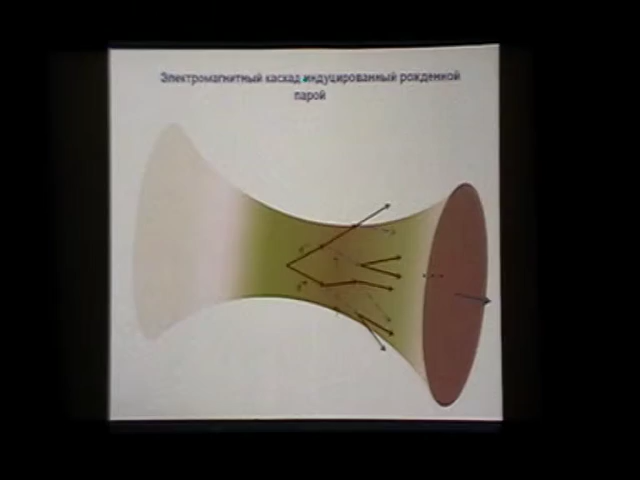 Электромагнитный каскад индуцированный рожденной
парой